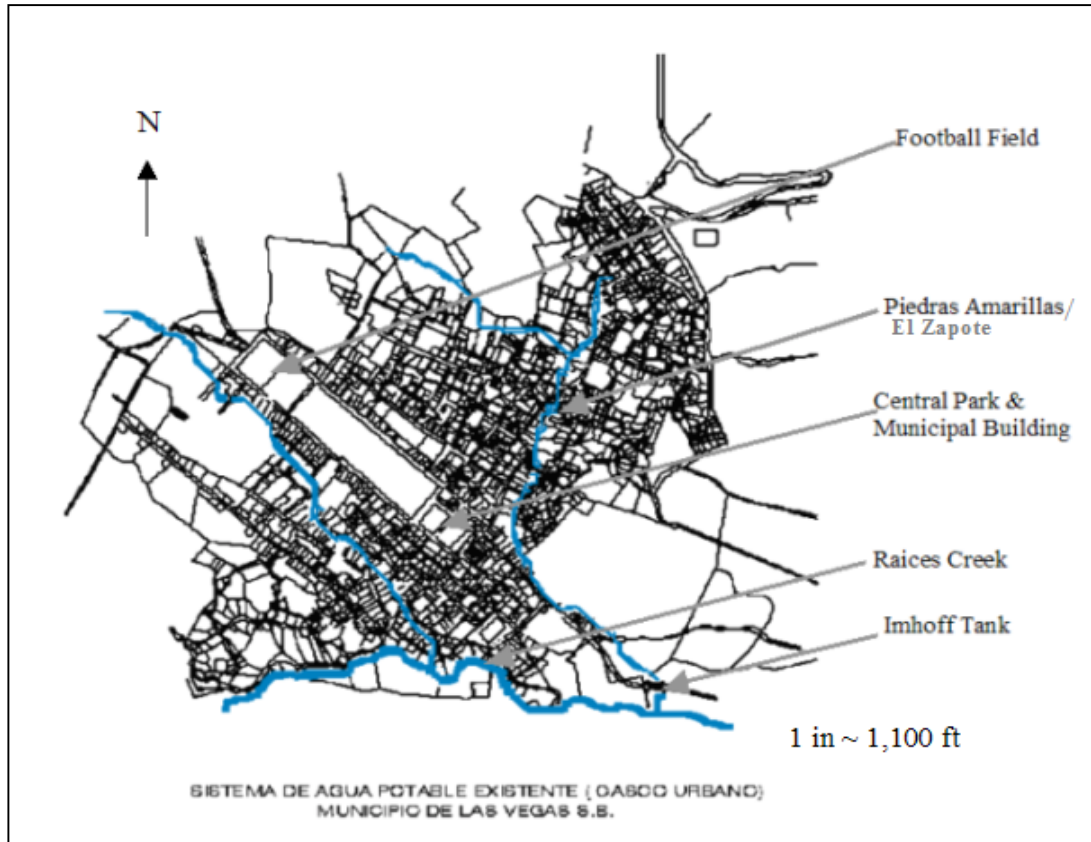 N
Football Field
Piedras Amarillas/
El Zapote
Central Park &
Municipal Building
Raices Creek
Imhoff Tank
1 in ~ 1,100 ft
SISTEMA DE AGUA POTABLE EXISTENTE ( GASCO URBANO)
MUNICIPIO DE LAS VEGAS S.B.